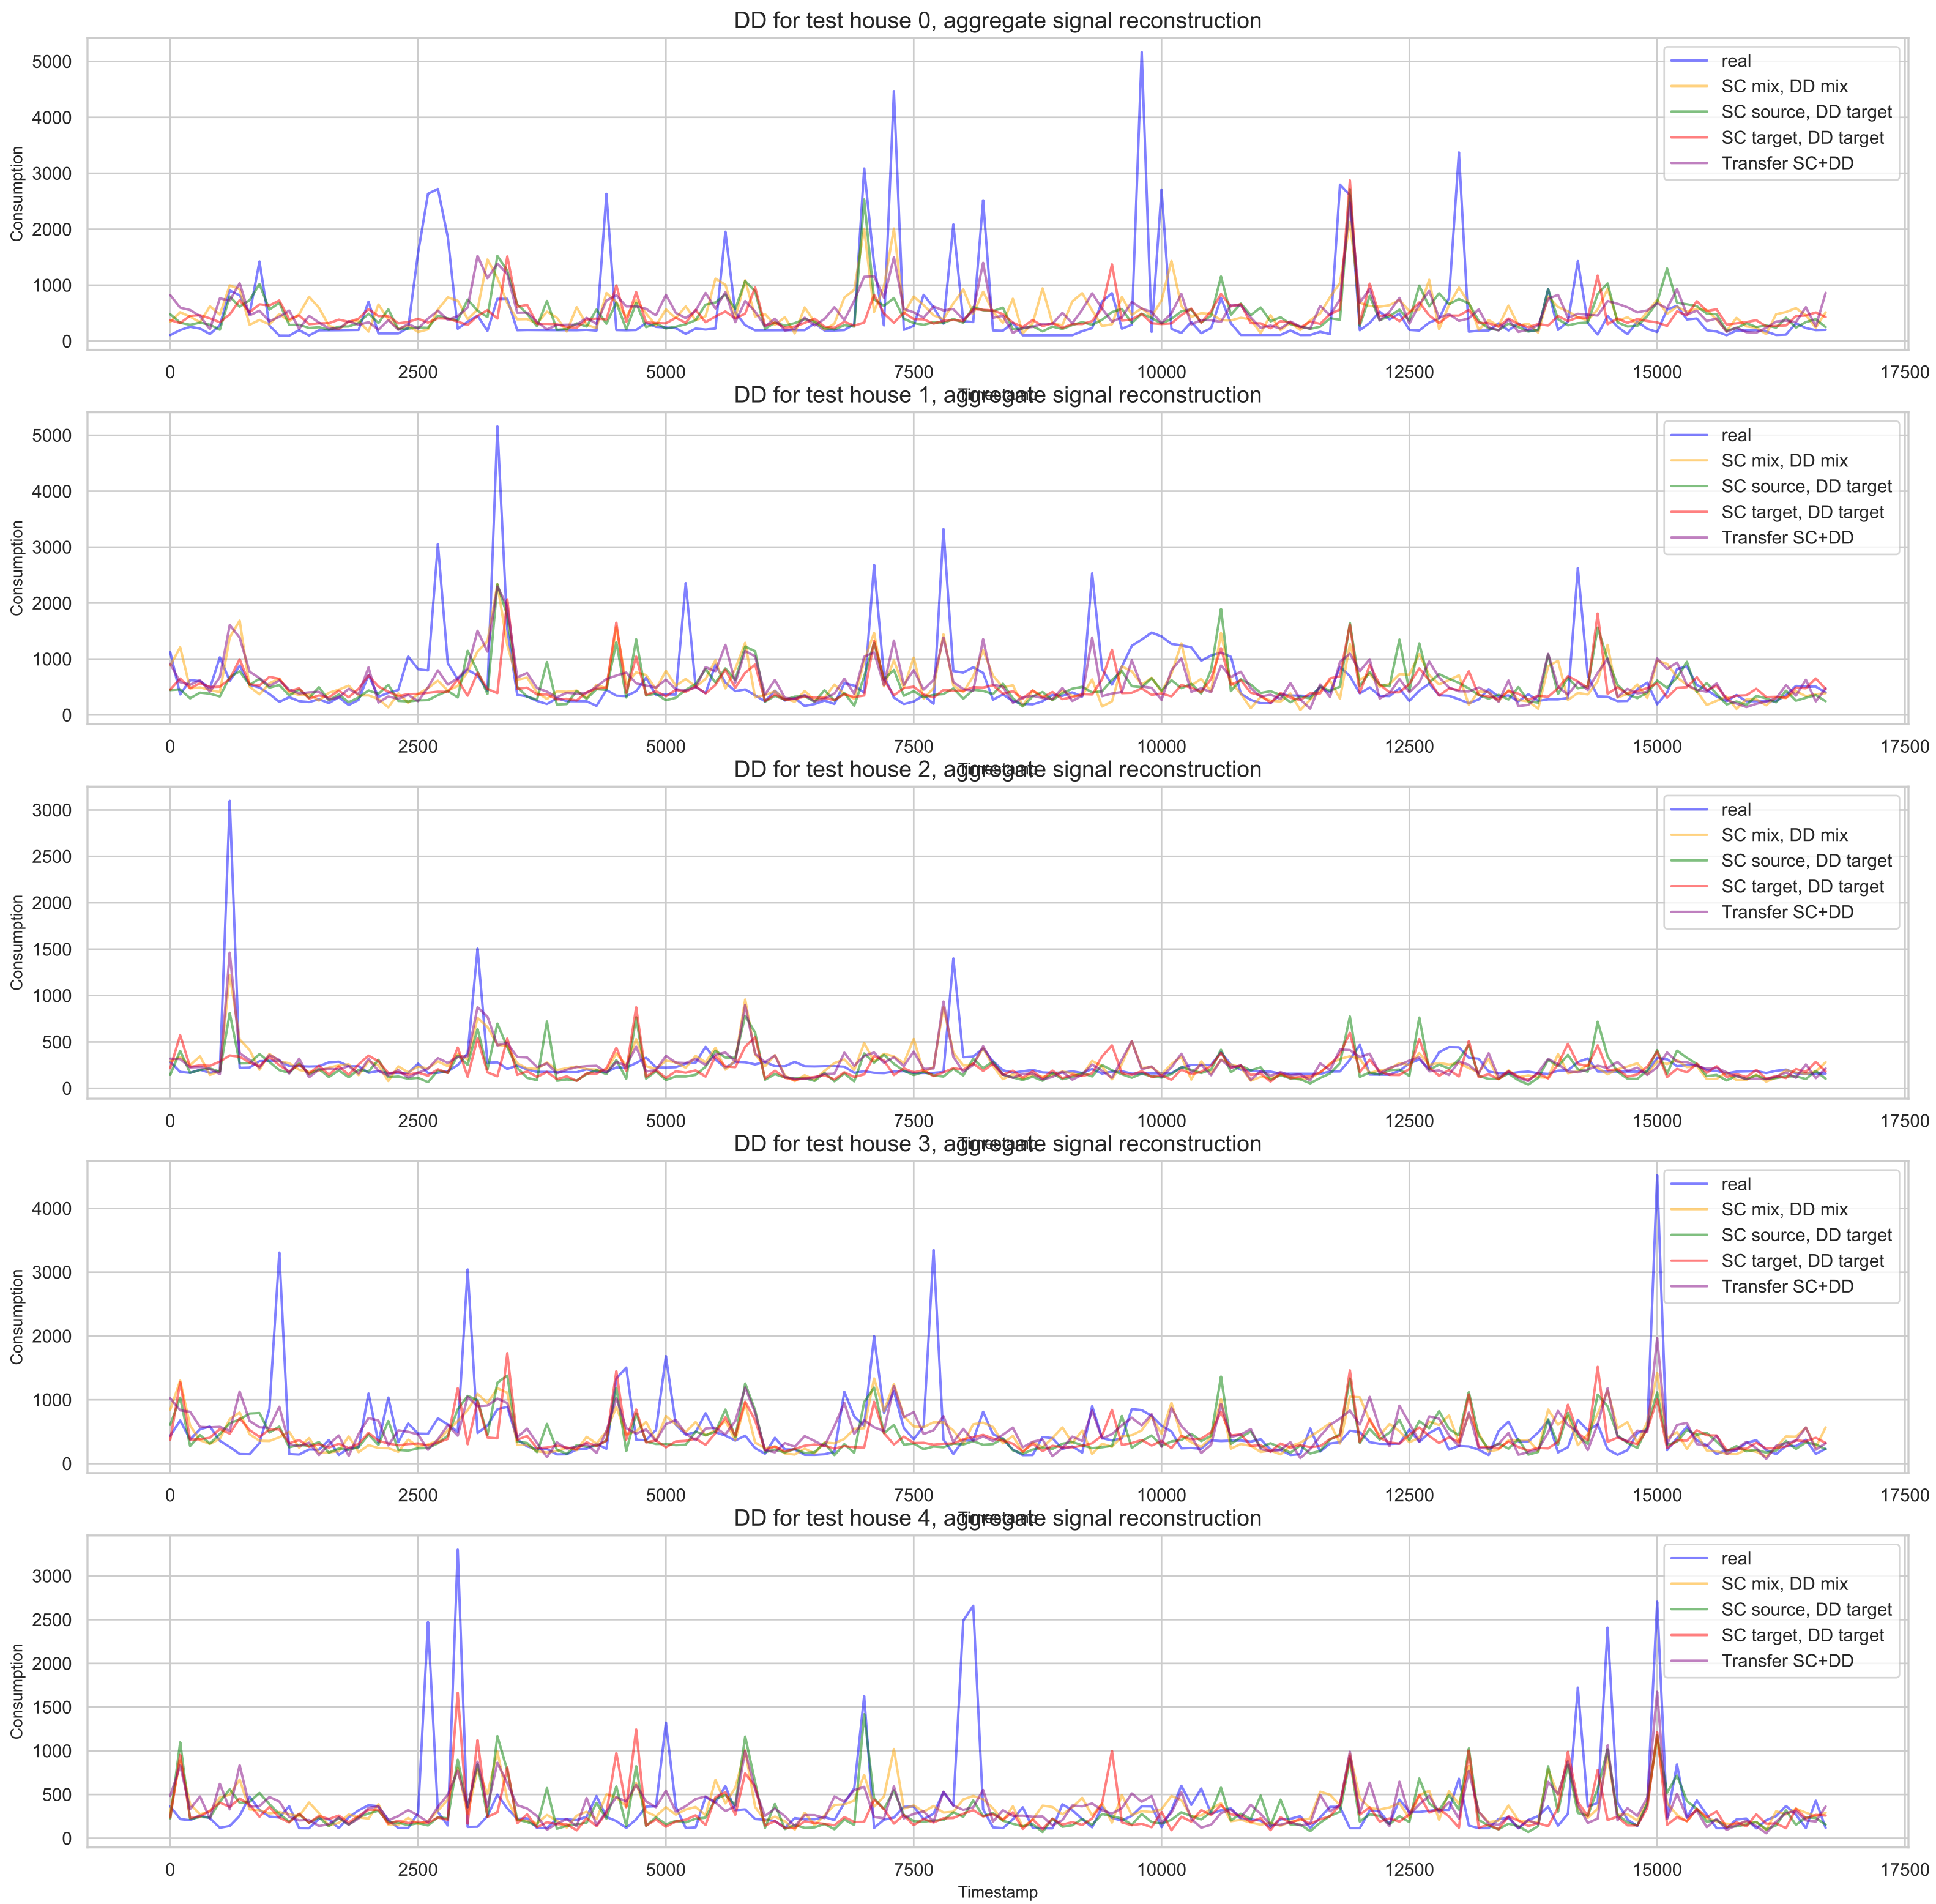 DD for test house 0, aggregate signal reconstruction
5000
4000
3000
2000
1000
0
Consumption
real
SC mix, DD mix
SC source, DD target
SC target, DD target
Transfer SC+DD
0 2500 5000 7500 10000 12500 15000 17500
Timestamp
DD for test house 1, aggregate signal reconstruction
5000
4000
3000
2000
1000
0
Consumption
real
SC mix, DD mix
SC source, DD target
SC target, DD target
Transfer SC+DD
0 2500 5000 7500 10000 12500 15000 17500
Timestamp
DD for test house 2, aggregate signal reconstruction
3000
2500
2000
1500
1000
500
0
Consumption
real
SC mix, DD mix
SC source, DD target
SC target, DD target
Transfer SC+DD
0 2500 5000 7500 10000 12500 15000 17500
Timestamp
DD for test house 3, aggregate signal reconstruction
4000
3000
2000
1000
0
Consumption
real
SC mix, DD mix
SC source, DD target
SC target, DD target
Transfer SC+DD
0 2500 5000 7500 10000 12500 15000 17500
Timestamp
DD for test house 4, aggregate signal reconstruction
3000
2500
2000
1500
1000
500
0
Consumption
real
SC mix, DD mix
SC source, DD target
SC target, DD target
Transfer SC+DD
0 2500 5000 7500 10000 12500 15000 17500
Timestamp